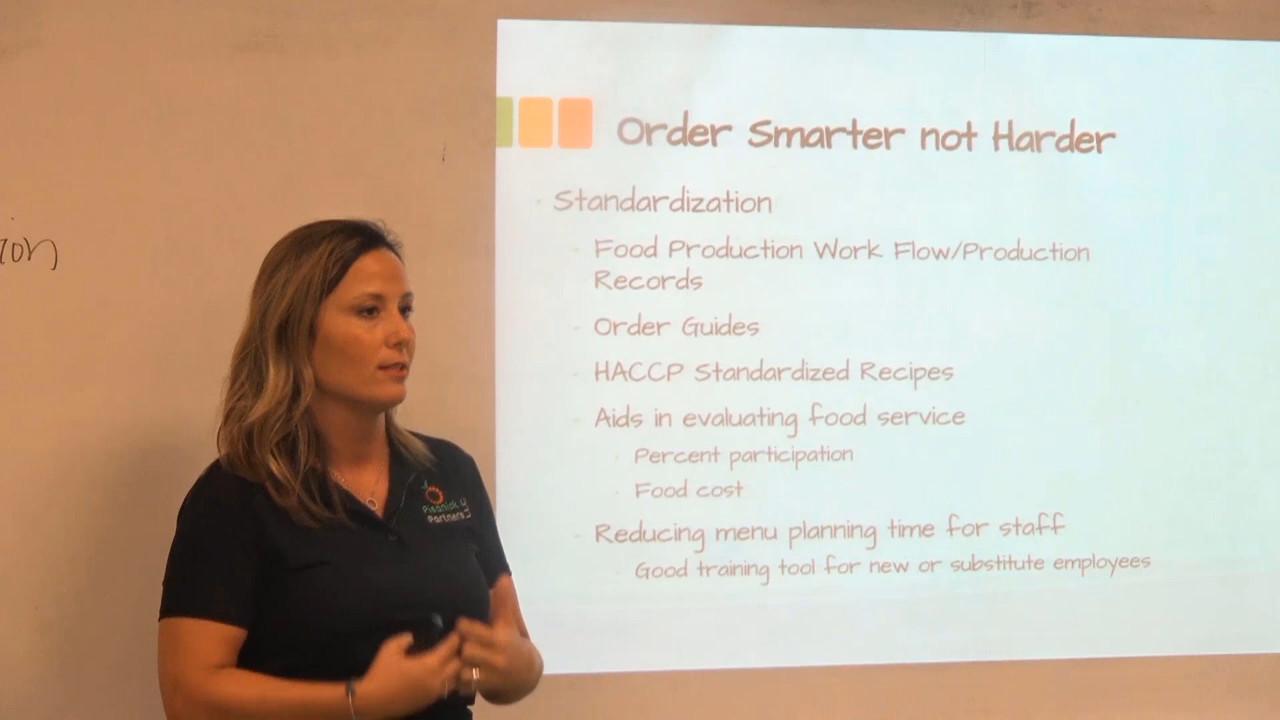 Order Smarter not Harder
Standardization
Food Production Work Flow/Production
Records
Order Guides
HACCP Standardized Recipes
Aids in evaluating food service
Percent participation
Food cost
Reducing menu planning time for staff
Good training tool for new or substitute employees
Partners